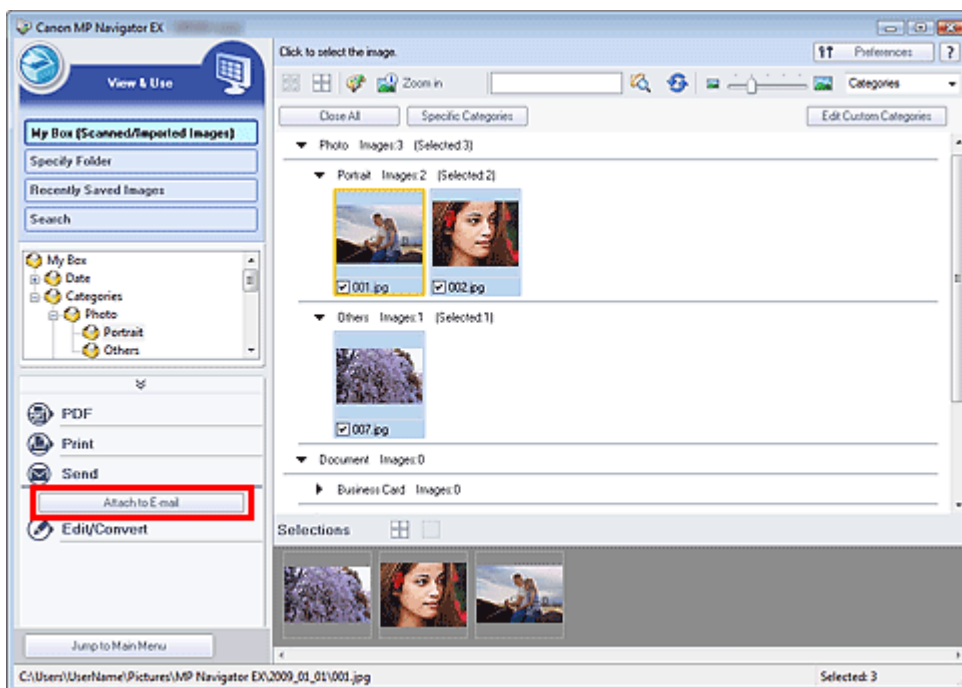 Canon MP Navigator EX
View & Use
Click to select the image.
Preferences
?
Zoom in
Categories
Close All
Specific Categories
Edit Custom Categories
My Box (Scanned/Imported Images)
Specify Folder
Recently Saved Images
Search
My Box
Date
Categories
Photo
Portrait
Others
PDF
Print
Send
Attach to E-mail
Edit/Convert
Jump to Main Menu
Photo Images:3 (Selected:3)
Portrait Images:2 (Selected:2)
001.jpg
002.jpg
Others Images:1 (Selected:1)
007.jpg
Document Images:0
Business Card Images:0
Selections
C:\Users\UserName\Pictures\MP Navigator EX\2009_01_01\001.jpg
Selected: 3